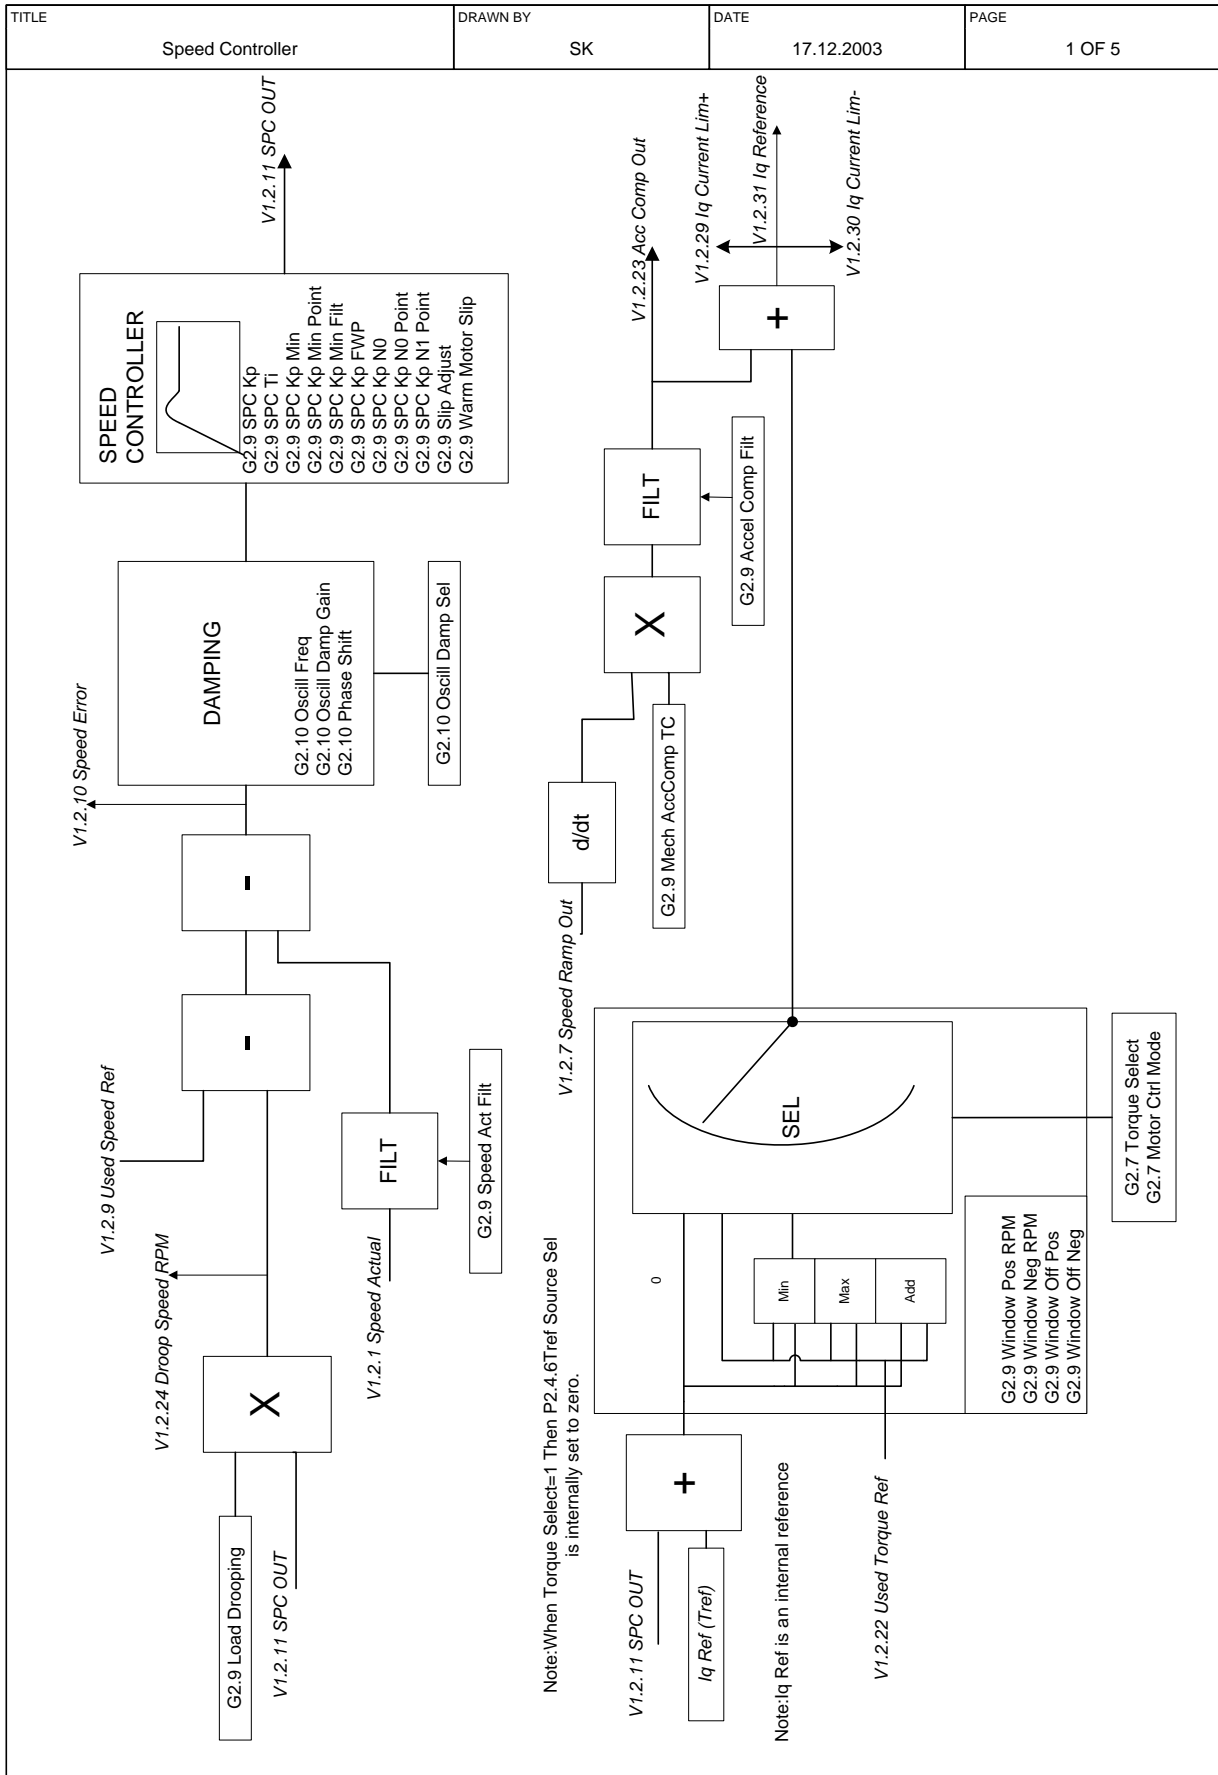 TITLE
Speed Controller
DRAWN BY
SK
DATE
17.12.2003
PAGE
1 OF 5
G2.9 Load Drooping
V1.2.11 SPC OUT
X
V1.2.24 Droop Speed RPM
V1.2.9 Used Speed Ref
-
V1.2.1 Speed Actual
FILT
G2.9 Speed Act Filt
-
V1.2.10 Speed Error
DAMPING
G2.10 Oscill Freq
G2.10 Oscill Damp Gain
G2.10 Phase Shift
G2.10 Oscill Damp Sel
SPEED
CONTROLLER
G2.9 SPC Kp
G2.9 SPC Ti
G2.9 SPC Kp Min
G2.9 SPC Kp Min Point
G2.9 SPC Kp Min Filt
G2.9 SPC Kp FWP
G2.9 SPC Kp N0
G2.9 SPC Kp N0 Point
G2.9 SPC Kp N1 Point
G2.9 Slip Adjust
G2.9 Warm Motor Slip
V1.2.11 SPC OUT
Note:When Torque Select=1 Then P2.4.6Tref Source Sel
is internally set to zero.
V1.2.11 SPC OUT
Iq Ref (Tref)
+
Note:Iq Ref is an internal reference
V1.2.22 Used Torque Ref
0
Min
Max
Add
SEL
G2.9 Window Pos RPM
G2.9 Window Neg RPM
G2.9 Window Off Pos
G2.9 Window Off Neg
G2.7 Torque Select
G2.7 Motor Ctrl Mode
V1.2.7 Speed Ramp Out
d/dt
G2.9 Mech AccComp TC
X
FILT
G2.9 Accel Comp Filt
V1.2.23 Acc Comp Out
+
V1.2.29 Iq Current Lim+
V1.2.31 Iq Reference
V1.2.30 Iq Current Lim-